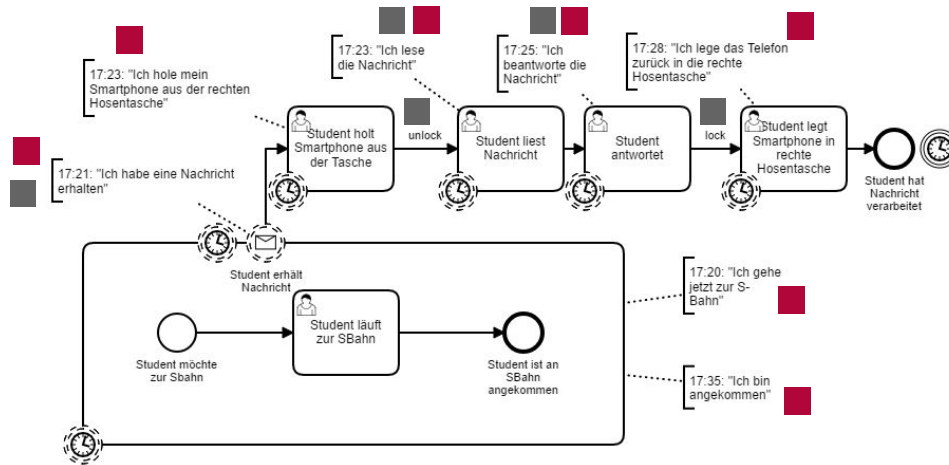 17:23: "Ich hole mein
Smartphone aus der rechten
Hosentasche"
17:23: "Ich lese
die Nachricht"
17:25: "Ich
beantworte die
Nachricht"
17:28: "Ich lege das Telefon
zurück in die rechte
Hosentasche"
17:21: "Ich habe eine Nachricht
erhalten"
Student holt
Smartphone aus
der Tasche
unlock
Student liest
Nachricht
Student
antwortet
lock
Student legt
Smartphone in
rechte
Hosentasche
Student hat
Nachricht
verarbeitet
Student erhält
Nachricht
17:20: "Ich gehe
jetzt zur S-
Bahn"
Student möchte
zur Sbahn
Student läuft
zur SBahn
Student ist an
SBahn
angekommen
17:35: "Ich bin
angekommen"